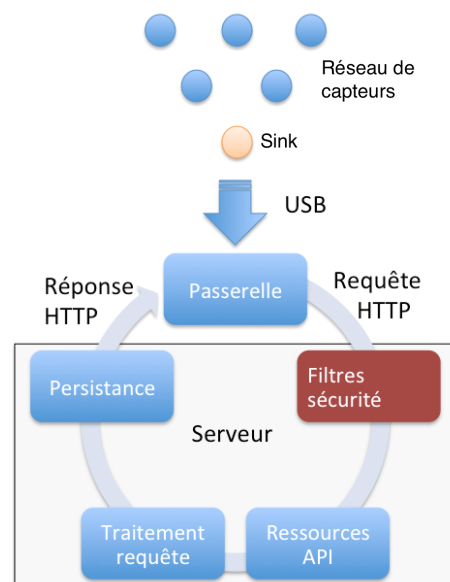 Réseau de
capteurs
Sink
USB
Passerelle
Réponse
HTTP
Requête
HTTP
Persistance
Filtres
sécurité
Serveur
Traitement
requête
Ressources
API